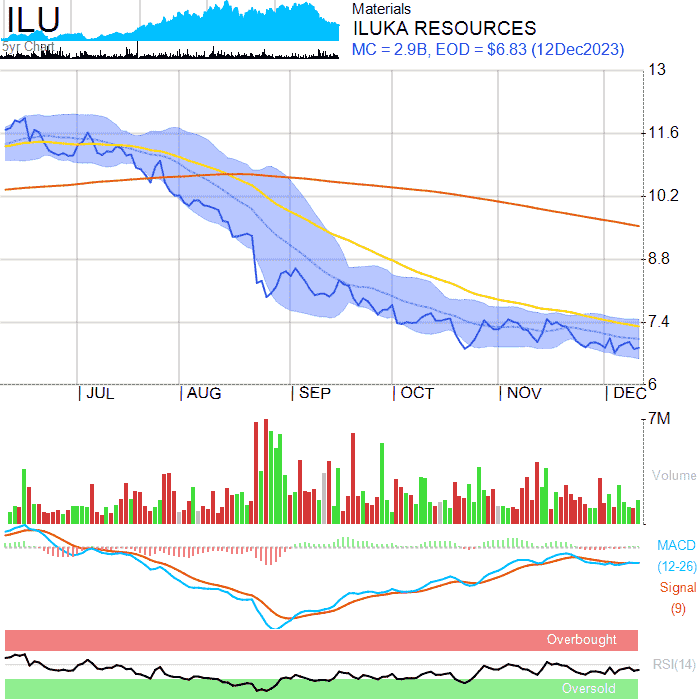 ILU
5yr Chart
Materials
ILUKA RESOURCES
MC = 2.9B, EOD = $6.83 (12Dec2023)
13
11.6
10.2
8.8
7.4
6
JUL
AUG
SEP
OCT
NOV
DEC
7M
Volume
MACD
(12-26)
Signal
(9)
Overbought
RSI(14)
Oversold